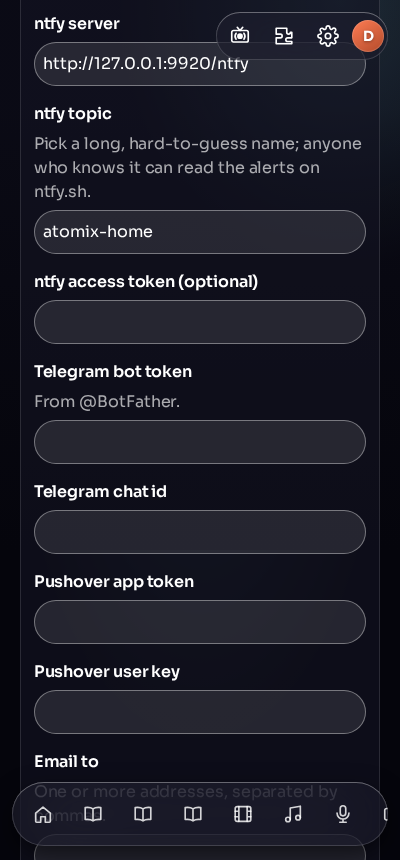 ntfy server
D
http://127.0.0.1:9920/ntfy
ntfy topic
Pick a long, hard-to-guess name; anyone
who knows it can read the alerts on
ntfy.sh.
atomix-home
ntfy access token (optional)
Telegram bot token
From @BotFather.
Telegram chat id
Pushover app token
Pushover user key
Email to
One or more addresses, separated by